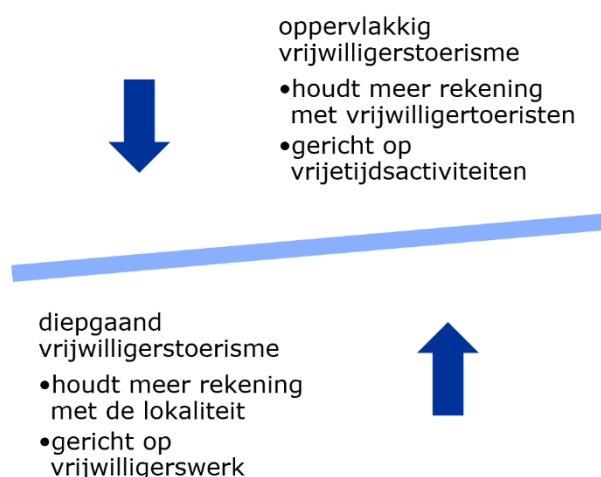 oppervlakkig
vrijwilligerstoerisme
•houdt meer rekening
met vrijwilligertoeristen
•gericht op
vrijetijdsactiviteiten
diepgaand
vrijwilligerstoerisme
•houdt meer rekening
met de lokaliteit
•gericht op
vrijwilligerswerk